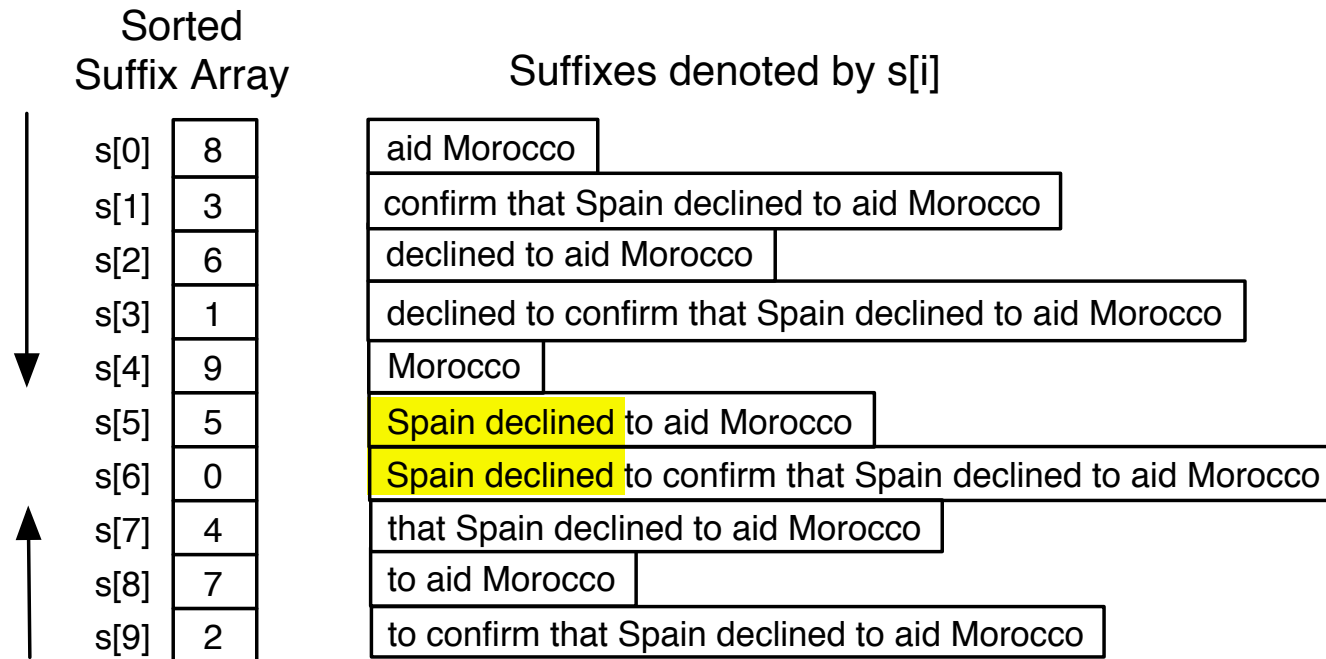 Sorted
Suffix Array
Suffixes denoted by s[i]
s[0] 8 aid Morocco
s[1] 3 confirm that Spain declined to aid Morocco
s[2] 6 declined to aid Morocco
s[3] 1 declined to confirm that Spain declined to aid Morocco
s[4] 9 Morocco
s[5] 5 Spain declined to aid Morocco
s[6] 0 Spain declined to confirm that Spain declined to aid Morocco
s[7] 4 that Spain declined to aid Morocco
s[8] 7 to aid Morocco
s[9] 2 to confirm that Spain declined to aid Morocco